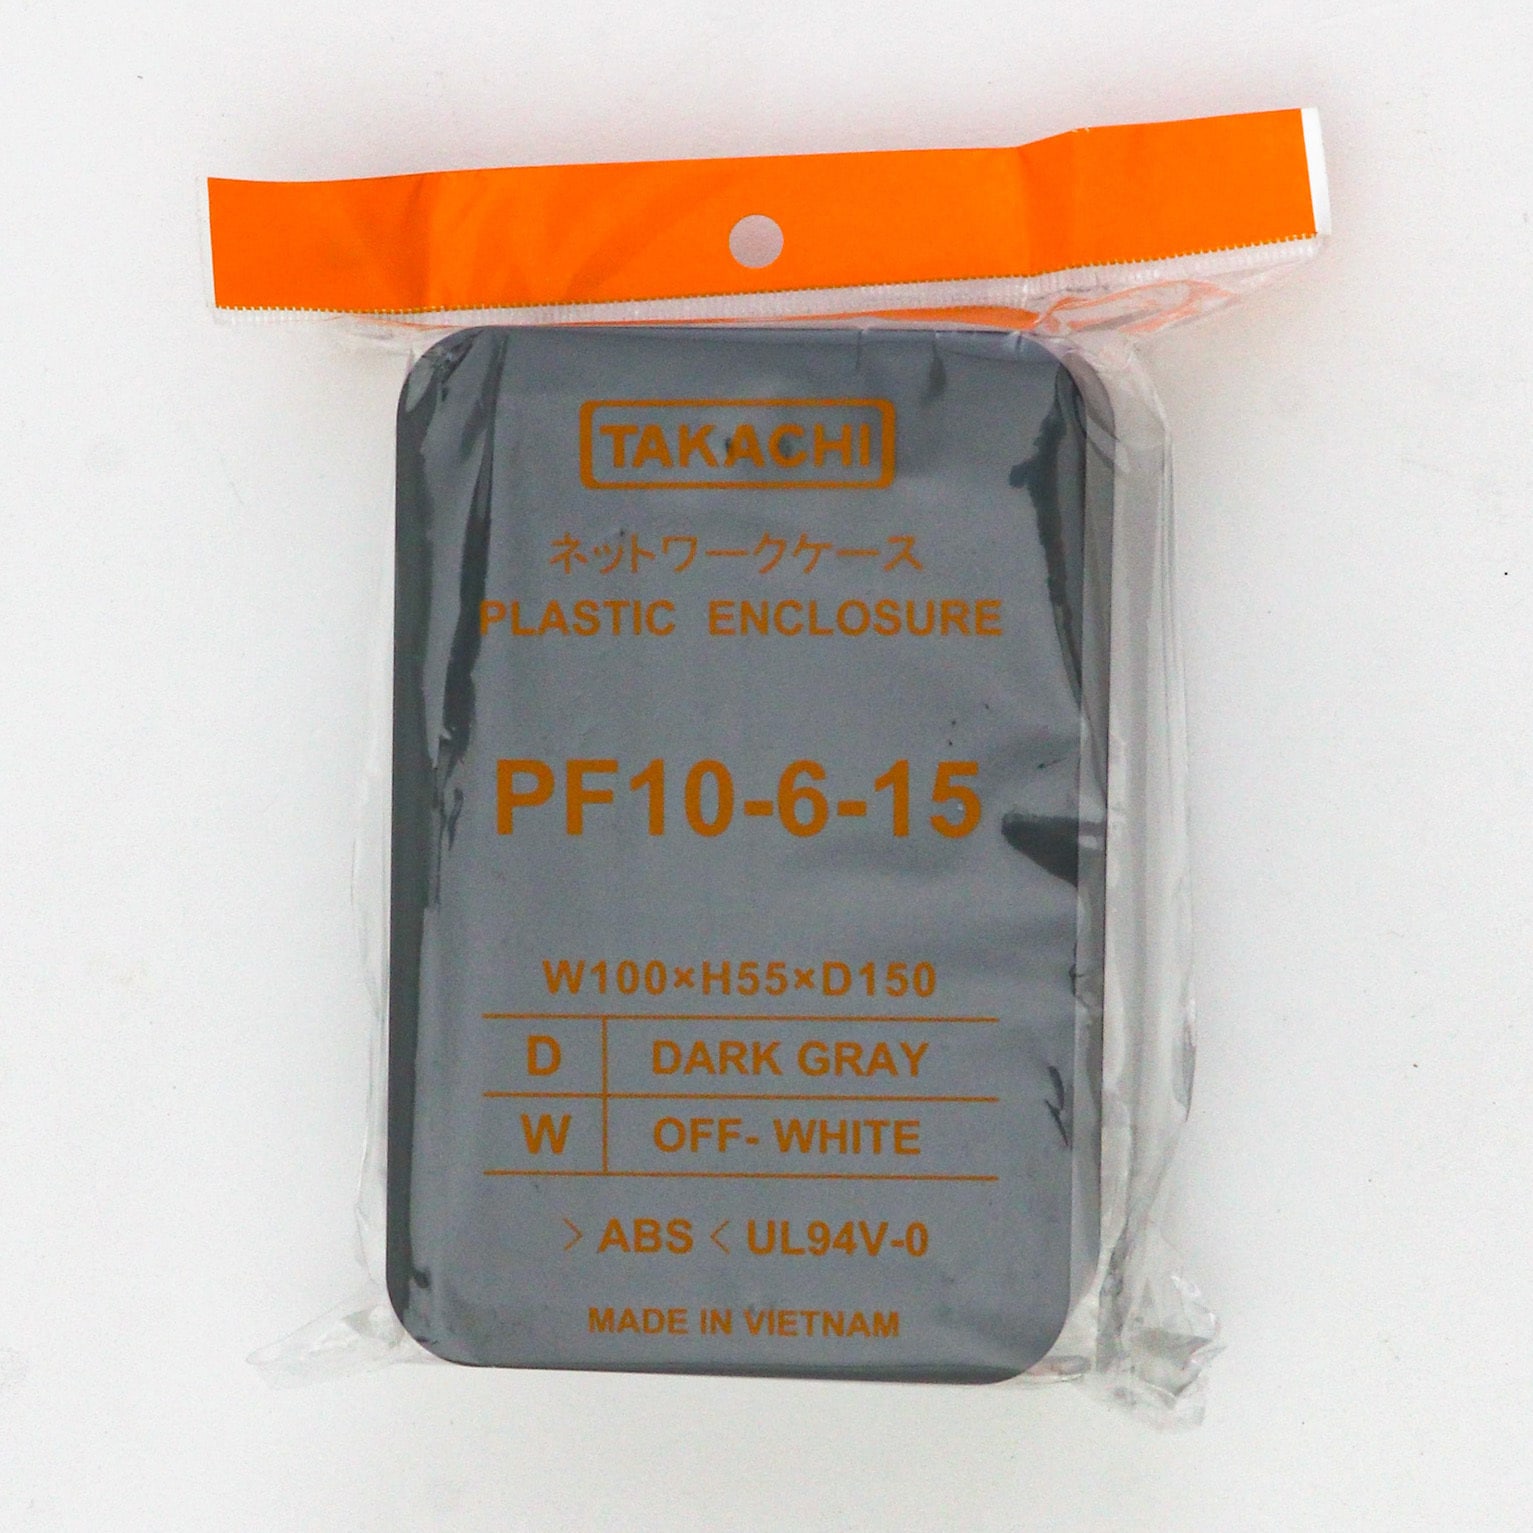 TAKACHI
ネットワークケース
PLASTIC ENCLOSURE
PF10-6-15
W100×H55×D150
D DARK GRAY
W OFF- WHITE
＞ABS＜UL94V-0
MADE IN VIETNAM